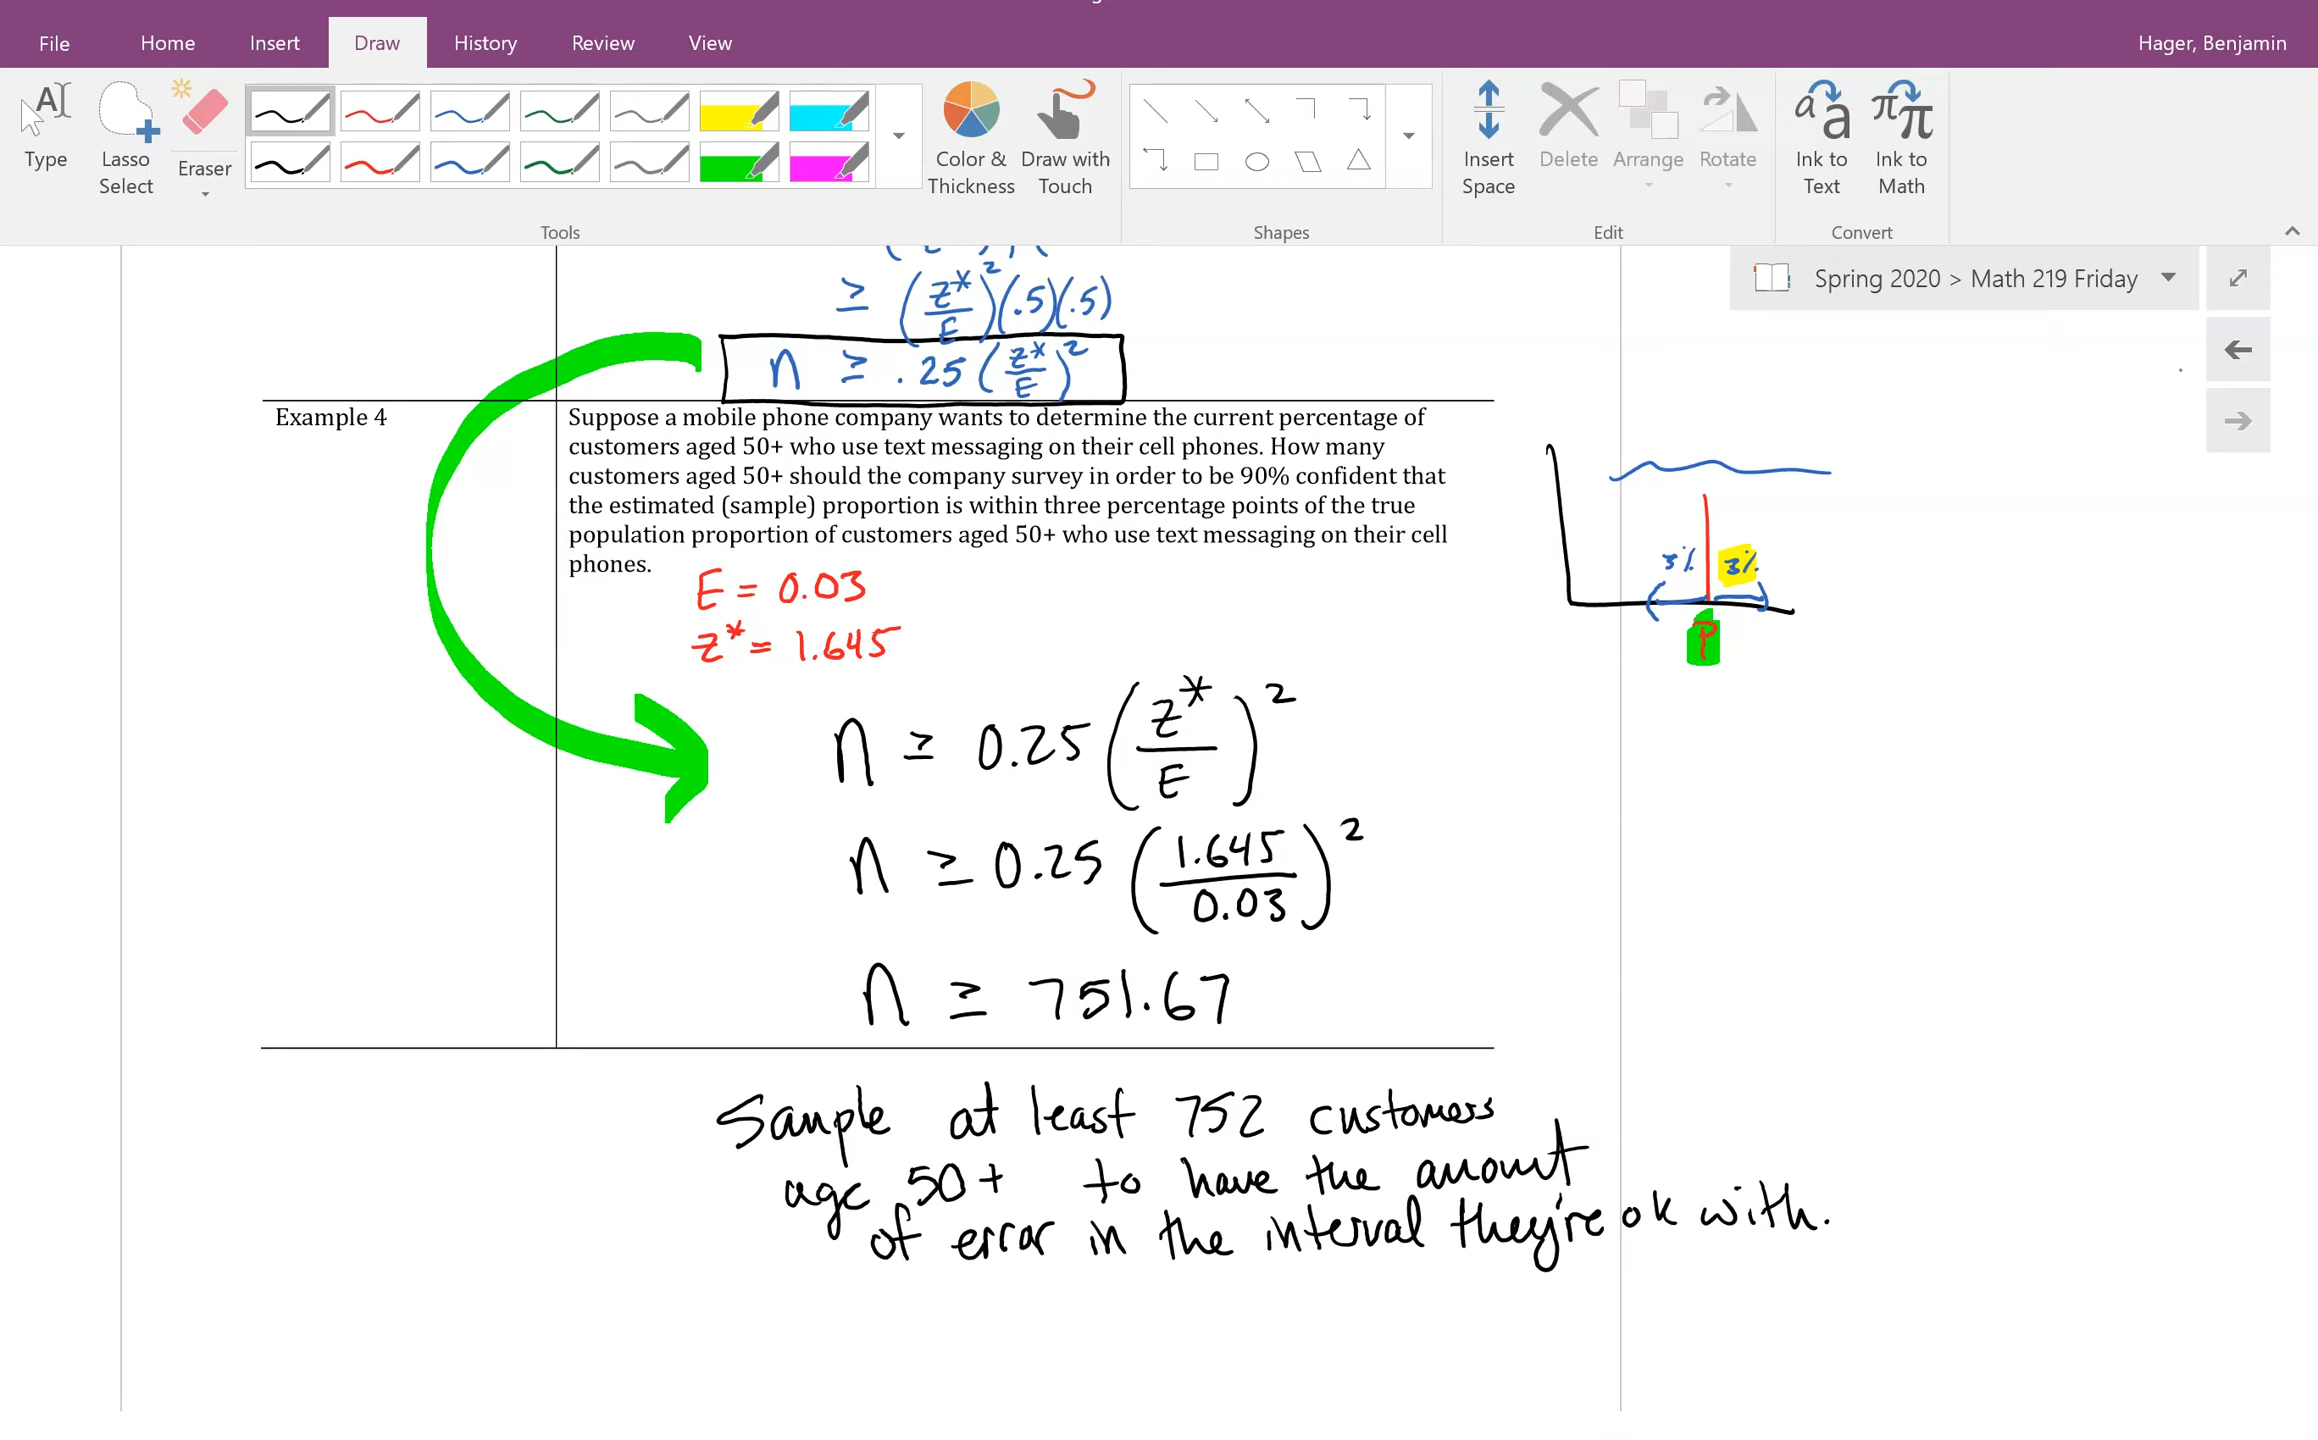 File Home Insert Draw History Review View Hager, Benjamin
Type
Lasso Select
Eraser
Color & Thickness
Draw with Touch
Insert Space
Delete
Arrange
Rotate
Ink to Text
Ink to Math
Tools Shapes Edit Convert
Spring 2020 > Math 219 Friday
≥ (z*/E)² (.5)(.5)
n ≥ .25 (z*/E)²
Example 4
Suppose a mobile phone company wants to determine the current percentage of
customers aged 50+ who use text messaging on their cell phones. How many
customers aged 50+ should the company survey in order to be 90% confident that
the estimated (sample) proportion is within three percentage points of the true
population proportion of customers aged 50+ who use text messaging on their cell
phones.
E = 0.03
z* = 1.645
3% 3%
P
n ≥ 0.25 (z*/E)²
n ≥ 0.25 (1.645/0.03)²
n ≥ 751.67
Sample at least 752 customers
age 50+ to have the amount
of error in the interval they're ok with.